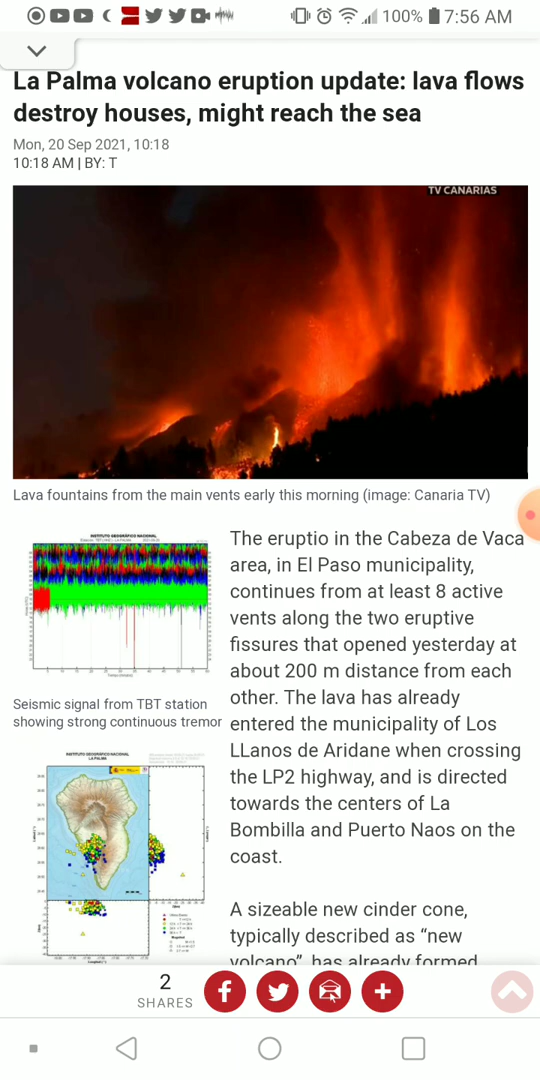 100% 7:56 AM
La Palma volcano eruption update: lava flows
destroy houses, might reach the sea
Mon, 20 Sep 2021, 10:18
10:18 AM | BY: T
TV CANARIAS
Lava fountains from the main vents early this morning (image: Canaria TV)
INSTITUTO GEOGRÁFICO NACIONAL
Seismic signal from TBT station
showing strong continuous tremor
INSTITUTO GEOGRÁFICO NACIONAL
LA PALMA
The eruptio in the Cabeza de Vaca
area, in El Paso municipality,
continues from at least 8 active
vents along the two eruptive
fissures that opened yesterday at
about 200 m distance from each
other. The lava has already
entered the municipality of Los
LLanos de Aridane when crossing
the LP2 highway, and is directed
towards the centers of La
Bombilla and Puerto Naos on the
coast.
A sizeable new cinder cone,
typically described as “new
volcano”, has already formed
2
SHARES